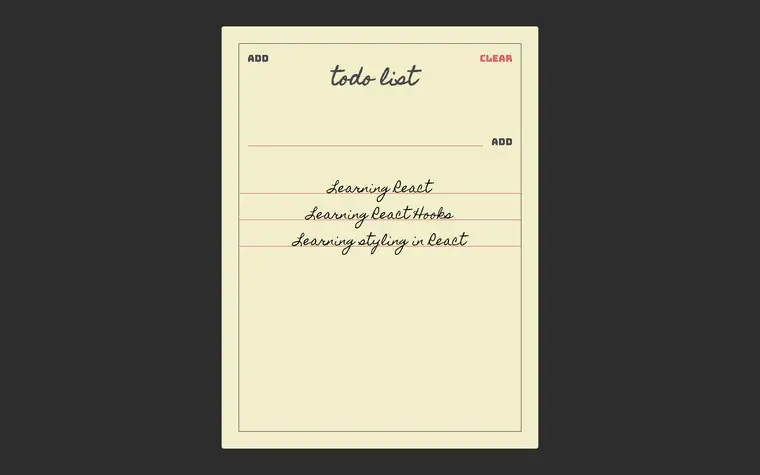 ADD CLEAR
todo list
ADD
Learning React
Learning React Hooks
Learning styling in React